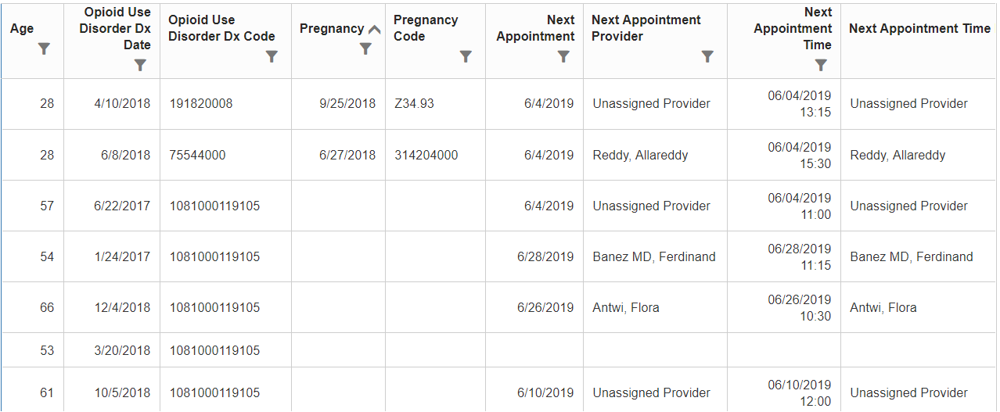 Age
Opioid Use
Disorder Dx
Date
Opioid Use
Disorder Dx Code
Pregnancy
Pregnancy
Code
Next
Appointment
Next Appointment
Provider
Next
Appointment
Time
Next Appointment Time
28 4/10/2018 191820008 9/25/2018 Z34.93 6/4/2019 Unassigned Provider 06/04/2019
13:15 Unassigned Provider
28 6/8/2018 75544000 6/27/2018 314204000 6/4/2019 Reddy, Allareddy 06/04/2019
15:30 Reddy, Allareddy
57 6/22/2017 1081000119105 6/4/2019 Unassigned Provider 06/04/2019
11:00 Unassigned Provider
54 1/24/2017 1081000119105 6/28/2019 Banez MD, Ferdinand 06/28/2019
11:15 Banez MD, Ferdinand
66 12/4/2018 1081000119105 6/26/2019 Antwi, Flora 06/26/2019
10:30 Antwi, Flora
53 3/20/2018 1081000119105
61 10/5/2018 1081000119105 6/10/2019 Unassigned Provider 06/10/2019
12:00 Unassigned Provider